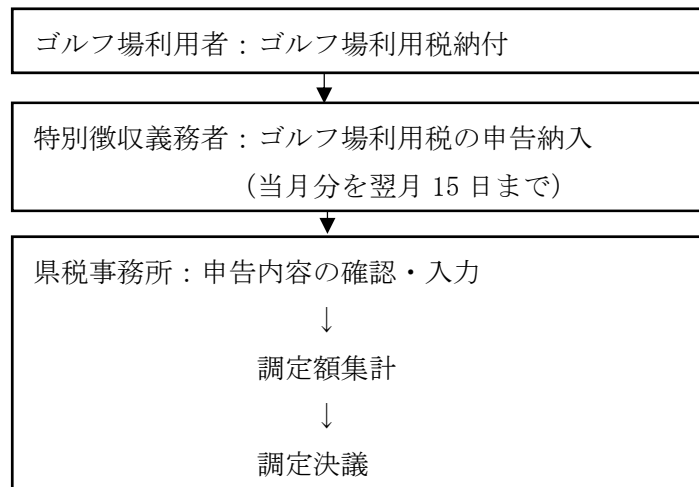 ゴルフ場利用者：ゴルフ場利用税納付
特別徴収義務者：ゴルフ場利用税の申告納入
（当月分を翌月 15 日まで）
県税事務所：申告内容の確認・入力
↓
調定額集計
↓
調定決議